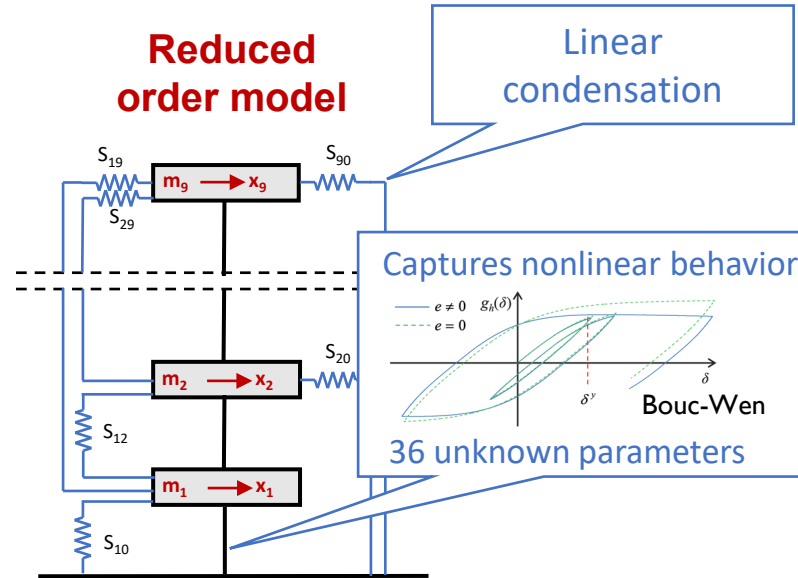 Reduced
order model
Linear
condensation
S19
S90
m9 x9
S29
Captures nonlinear behavior
e ≠ 0
gh(δ)
e = 0
δ
δy
Bouc-Wen
36 unknown parameters
S20
m2 x2
S12
m1 x1
S10